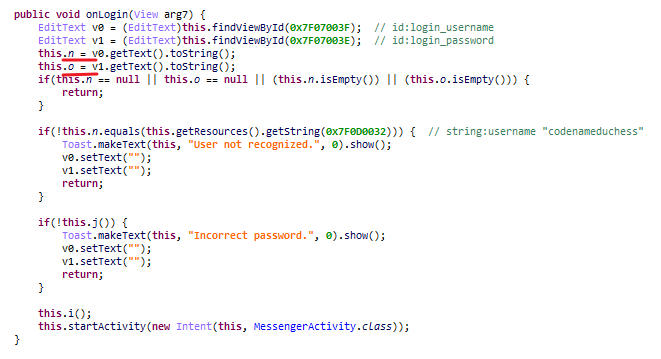 public void onLogin(View arg7) {
EditText v0 = (EditText)this.findViewById(0x7F07003F); // id:login_username
EditText v1 = (EditText)this.findViewById(0x7F07003E); // id:login_password
this.n = v0.getText().toString();
this.o = v1.getText().toString();
if(this.n == null || this.o == null || (this.n.isEmpty()) || (this.o.isEmpty())) {
return;
}
if(!this.n.equals(this.getResources().getString(0x7F0D0032))) { // string:username "codenameduchess"
Toast.makeText(this, "User not recognized.", 0).show();
v0.setText("");
v1.setText("");
return;
}
if(!this.j()) {
Toast.makeText(this, "Incorrect password.", 0).show();
v0.setText("");
v1.setText("");
return;
}
this.i();
this.startActivity(new Intent(this, MessengerActivity.class));
}